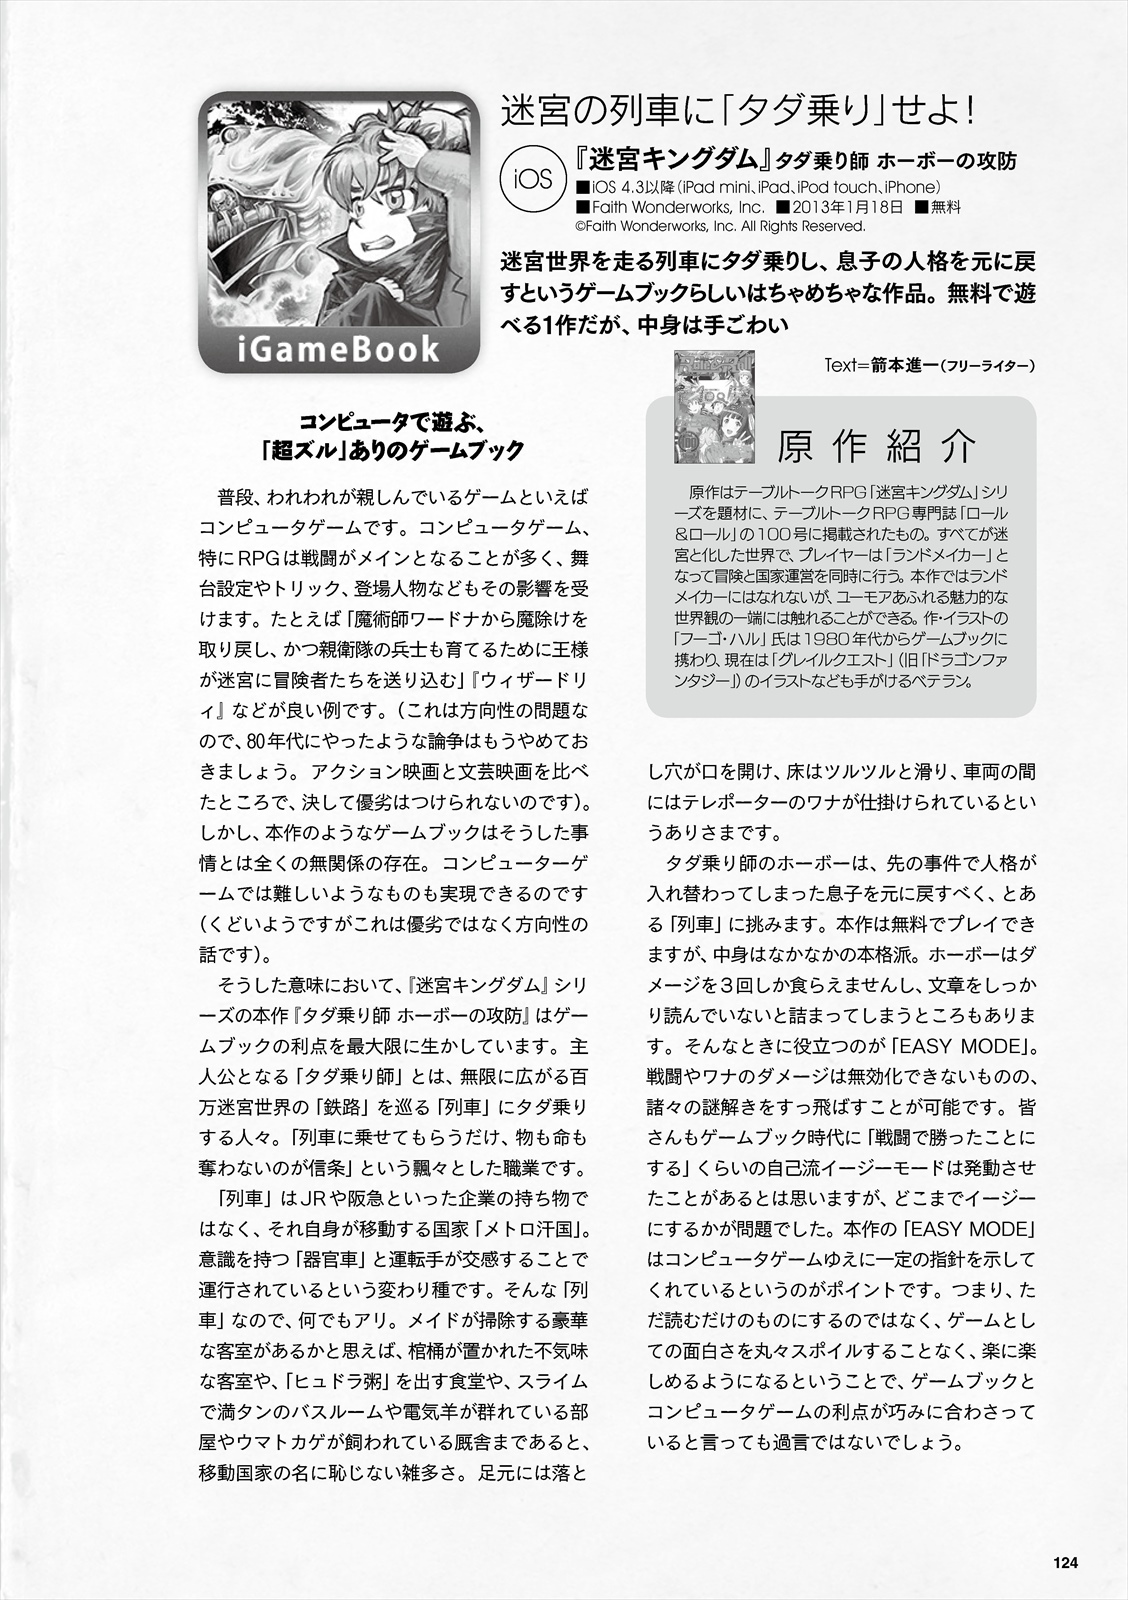 iGameBook
迷宮の列車に「タダ乗り」せよ！
iOS
『迷宮キングダム』タダ乗り師 ホーボーの攻防
■iOS 4.3以降（iPad mini、iPad、iPod touch、iPhone）
■Faith Wonderworks, Inc. ■2013年1月18日 ■無料
©Faith Wonderworks, Inc. All Rights Reserved.
迷宮世界を走る列車にタダ乗りし、息子の人格を元に戻
すというゲームブックらしいはちゃめちゃな作品。無料で遊
べる1作だが、中身は手ごわい
Text=箭本進一（フリーライター）
コンピュータで遊ぶ、
「超ズル」ありのゲームブック
普段、われわれが親しんでいるゲームといえば
コンピュータゲームです。コンピュータゲーム、
特にRPGは戦闘がメインとなることが多く、舞
台設定やトリック、登場人物などもその影響を受
けます。たとえば「魔術師ワードナから魔除けを
取り戻し、かつ親衛隊の兵士も育てるために王様
が迷宮に冒険者たちを送り込む」『ウィザードリ
ィ』などが良い例です。（これは方向性の問題な
ので、80年代にやったような論争はもうやめてお
きましょう。アクション映画と文芸映画を比べ
たところで、決して優劣はつけられないのです）。
しかし、本作のようなゲームブックはそうした事
情とは全くの無関係の存在。コンピューターゲ
ームでは難しいようなものも実現できるのです
（くどいようですがこれは優劣ではなく方向性の
話です）。
そうした意味において、『迷宮キングダム』シリ
ーズの本作『タダ乗り師 ホーボーの攻防』はゲー
ムブックの利点を最大限に生かしています。主
人公となる「タダ乗り師」とは、無限に広がる百
万迷宮世界の「鉄路」を巡る「列車」にタダ乗り
する人々。「列車に乗せてもらうだけ、物も命も
奪わないのが信条」という飄々とした職業です。
「列車」はJRや阪急といった企業の持ち物で
はなく、それ自身が移動する国家「メトロ汗国」。
意識を持つ「器官車」と運転手が交感することで
運行されているという変わり種です。そんな「列
車」なので、何でもアリ。メイドが掃除する豪華
な客室があるかと思えば、棺桶が置かれた不気味
な客室や、「ヒュドラ粥」を出す食堂や、スライム
で満タンのバスルームや電気羊が群れている部
屋やウマトカゲが飼われている厩舎まであると、
移動国家の名に恥じない雑多さ。足元には落と
原作紹介
原作はテーブルトークRPG「迷宮キングダム」シリ
ーズを題材に、テーブルトークRPG専門誌「ロール
&ロール」の100号に掲載されたもの。すべてが迷
宮と化した世界で、プレイヤーは「ランドメイカー」と
なって冒険と国家運営を同時に行う。本作ではランド
メイカーにはなれないが、ユーモアあふれる魅力的な
世界観の一端には触れることができる。作・イラストの
「フーゴ・ハル」氏は1980年代からゲームブックに
携わり、現在は「グレイルクエスト」（旧「ドラゴンファ
ンタジー」）のイラストなども手がけるベテラン。
し穴が口を開け、床はツルツルと滑り、車両の間
にはテレポーターのワナが仕掛けられているとい
うありさまです。
タダ乗り師のホーボーは、先の事件で人格が
入れ替わってしまった息子を元に戻すべく、とあ
る「列車」に挑みます。本作は無料でプレイでき
ますが、中身はなかなかの本格派。ホーボーはダ
メージを3回しか食らえませんし、文章をしっか
り読んでいないと詰まってしまうところもありま
す。そんなときに役立つのが「EASY MODE」。
戦闘やワナのダメージは無効化できないものの、
諸々の謎解きをすっ飛ばすことが可能です。皆
さんもゲームブック時代に「戦闘で勝ったことに
する」くらいの自己流イージーモードは発動させ
たことがあるとは思いますが、どこまでイージー
にするかが問題でした。本作の「EASY MODE」
はコンピュータゲームゆえに一定の指針を示して
くれているというのがポイントです。つまり、た
だ読むだけのものにするのではなく、ゲームとし
ての面白さを丸々スポイルすることなく、楽に楽
しめるようになるということで、ゲームブックと
コンピュータゲームの利点が巧みに合わさって
いると言っても過言ではないでしょう。
124